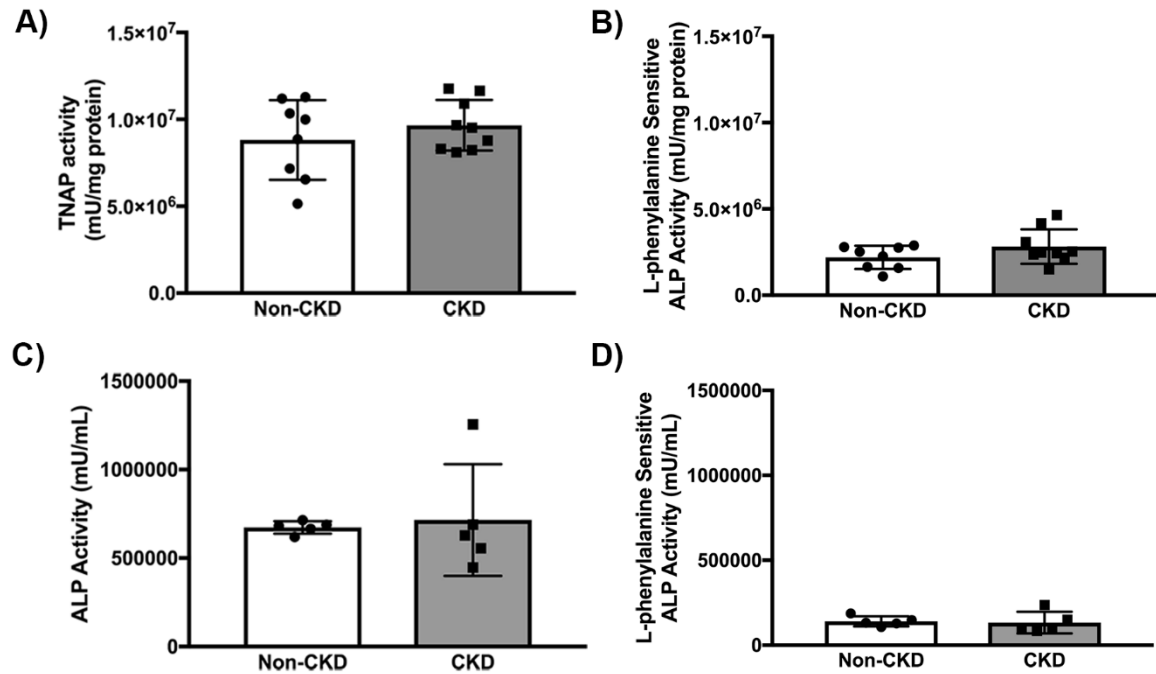 A)
TNAP activity
(mU/mg protein)
1.5×10⁷
1.0×10⁷
5.0×10⁶
0.0
Non-CKD CKD
B)
L-phenylalanine Sensitive
ALP Activity (mU/mg protein)
1.5×10⁷
1.0×10⁷
5.0×10⁶
0.0
Non-CKD CKD
C)
ALP Activity (mU/mL)
1500000
1000000
500000
0
Non-CKD CKD
D)
L-phenylalanine Sensitive
ALP Activity (mU/mL)
1500000
1000000
500000
0
Non-CKD CKD